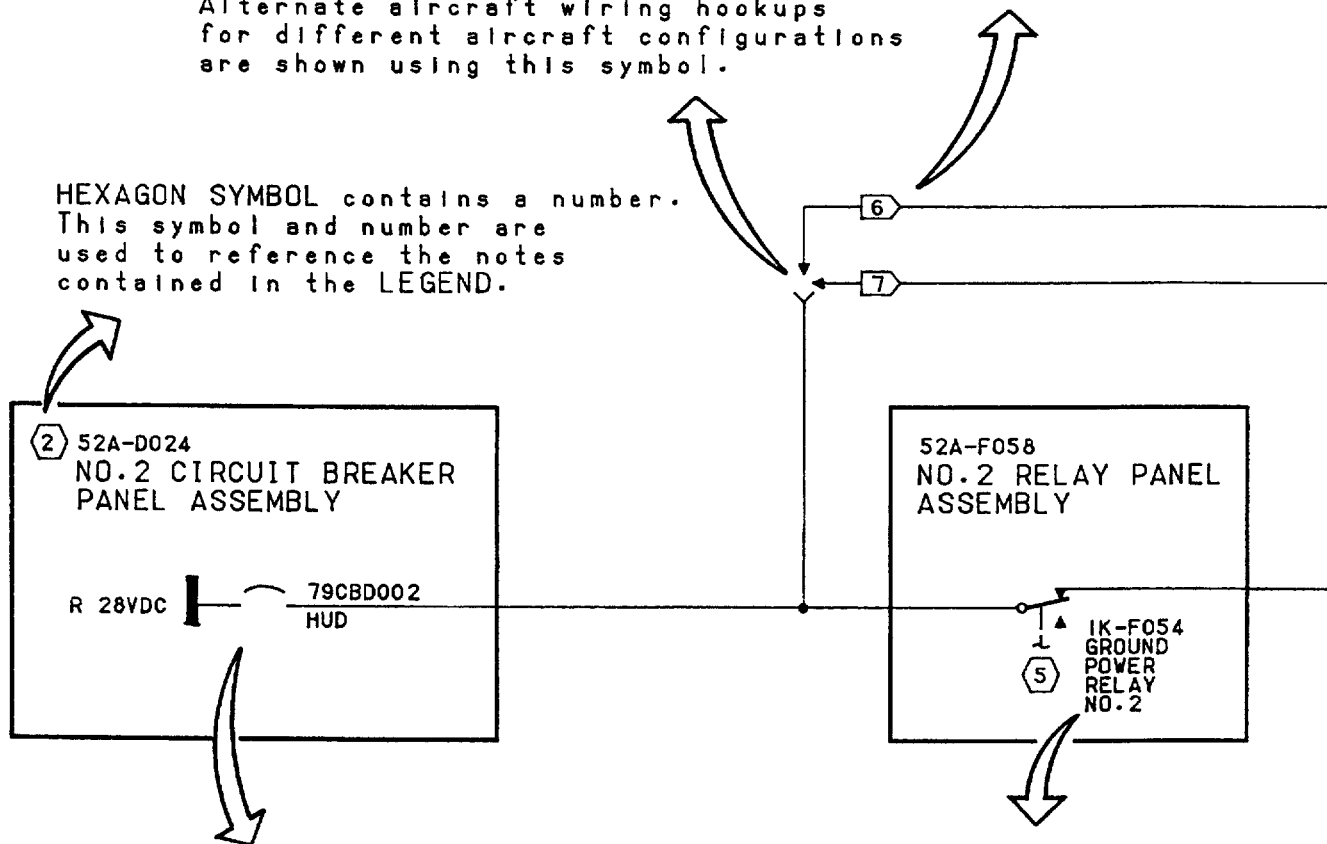 Alternate aircraft wiring hookups
for different aircraft configurations
are shown using this symbol.
HEXAGON SYMBOL contains a number.
This symbol and number are
used to reference the notes
contained in the LEGEND.
6
7
2 52A-D024
NO.2 CIRCUIT BREAKER
PANEL ASSEMBLY
R 28VDC
79CBD002
HUD
52A-F058
NO.2 RELAY PANEL
ASSEMBLY
1K-F054
GROUND
POWER
RELAY
NO.2
5